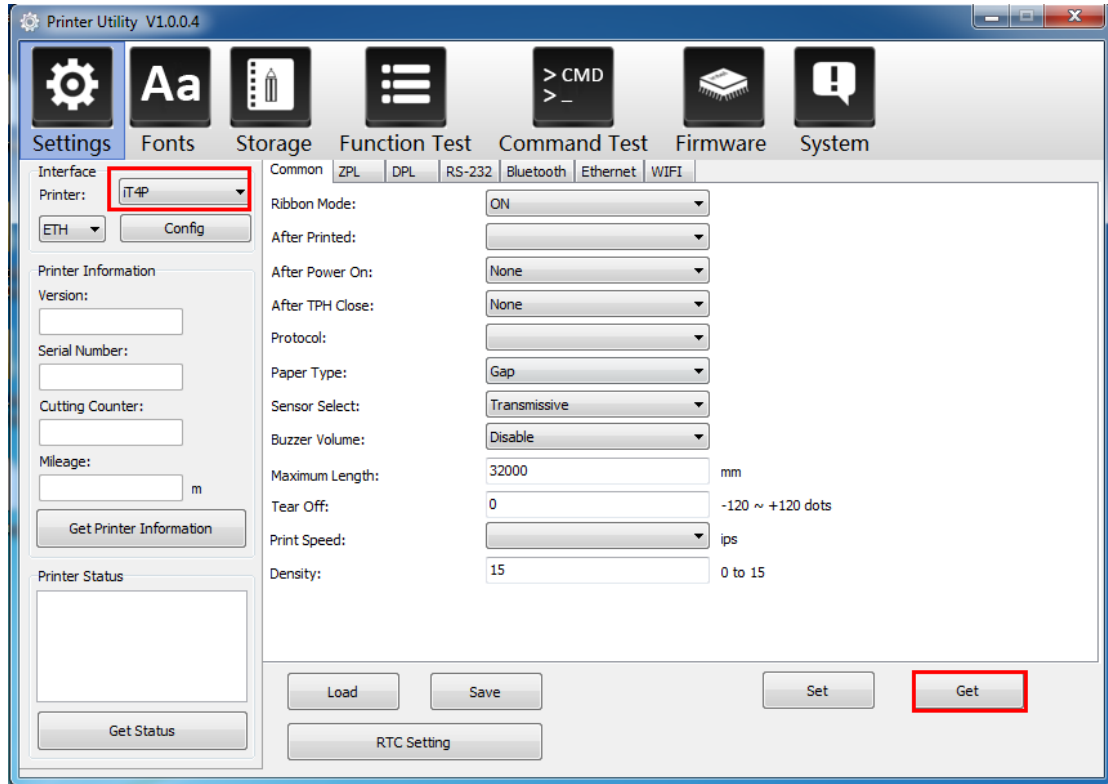 Printer Utility V1.0.0.4
Aa
> CMD
>_
Settings Fonts Storage Function Test Command Test Firmware System
Interface
Printer: iT4P
ETH Config
Printer Information
Version:
Serial Number:
Cutting Counter:
Mileage:
m
Get Printer Information
Printer Status
Get Status
Common ZPL DPL RS-232 Bluetooth Ethernet WIFI
Ribbon Mode: ON
After Printed:
After Power On: None
After TPH Close: None
Protocol:
Paper Type: Gap
Sensor Select: Transmissive
Buzzer Volume: Disable
Maximum Length: 32000 mm
Tear Off: 0 -120 ~ +120 dots
Print Speed: ips
Density: 15 0 to 15
Load Save Set Get
RTC Setting